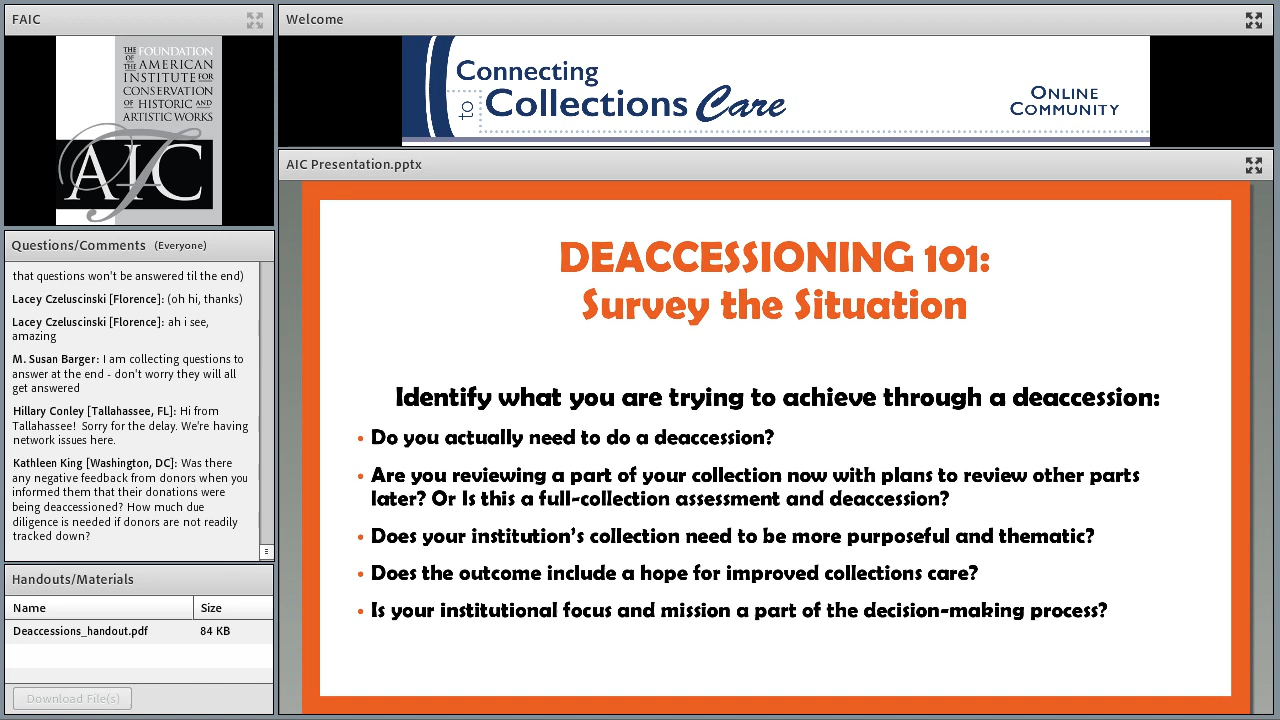 FAIC
THE FOUNDATION
OF THE AMERICAN
INSTITUTE FOR
CONSERVATION
OF HISTORIC AND
ARTISTIC WORKS
AIC
Questions/Comments (Everyone)
that questions won't be answered til the end)
Lacey Czeluscinski [Florence]: (oh hi, thanks)
Lacey Czeluscinski [Florence]: ah i see,
amazing
M. Susan Barger: I am collecting questions to
answer at the end - don't worry they will all
get answered
Hillary Conley [Tallahassee, FL]: Hi from
Tallahassee! Sorry for the delay. We're having
network issues here.
Kathleen King [Washington, DC]: Was there
any negative feedback from donors when you
informed them that their donations were
being deaccessioned? How much due
diligence is needed if donors are not readily
tracked down?
Handouts/Materials
Name Size
Deaccessions_handout.pdf 84 KB
Download File(s)
Welcome
Connecting
to Collections Care
ONLINE
COMMUNITY
AIC Presentation.pptx
DEACCESSIONING 101:
Survey the Situation
Identify what you are trying to achieve through a deaccession:
• Do you actually need to do a deaccession?
• Are you reviewing a part of your collection now with plans to review other parts
later? Or Is this a full-collection assessment and deaccession?
• Does your institution's collection need to be more purposeful and thematic?
• Does the outcome include a hope for improved collections care?
• Is your institutional focus and mission a part of the decision-making process?